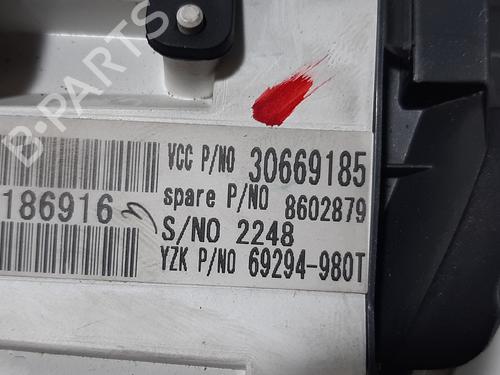 B-PARTS
VCC P/NO 30669185
spare P/NO 8602879
186916
S/NO 2248
YZK P/NO 69294-980T